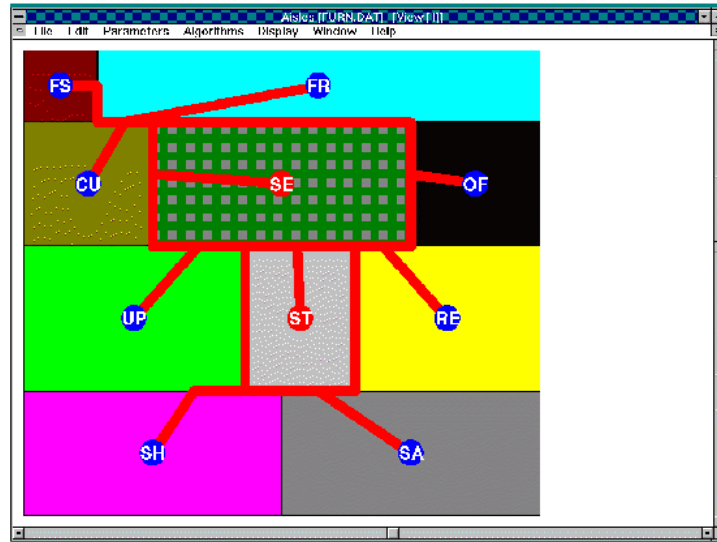 Aisles [TURN.DAT] [View [1]]
File Edit Parameters Algorithms Display Window Help
FS
FR
CU
SE
OF
UP
ST
RE
SH
SA